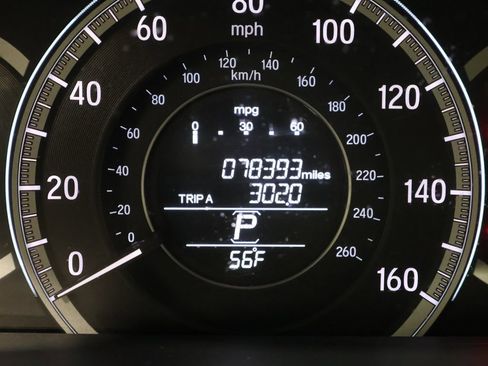 80
60 mph 100
40 120
20 140
0 160
100 120 140 160
km/h
80 180
60 200
40 220
20 240
0 260
mpg
0 30 60
078393 miles
TRIP A 302.0
P
56°F